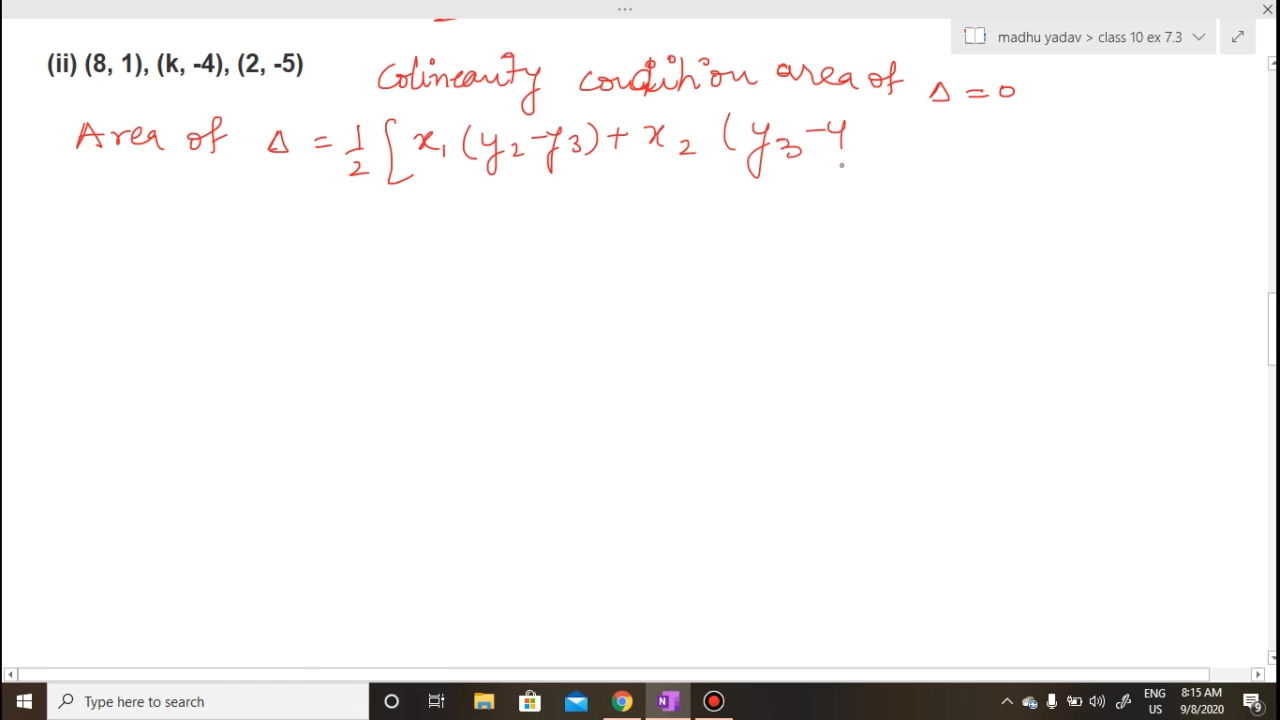 madhu yadav > class 10 ex 7.3
(ii) (8, 1), (k, -4), (2, -5)
Colinearity condition area of Δ = 0
Area of Δ = 1/2 [ x₁ (y₂ - y₃) + x₂ (y₃ - y
Type here to search
ENG
US
8:15 AM
9/8/2020
9